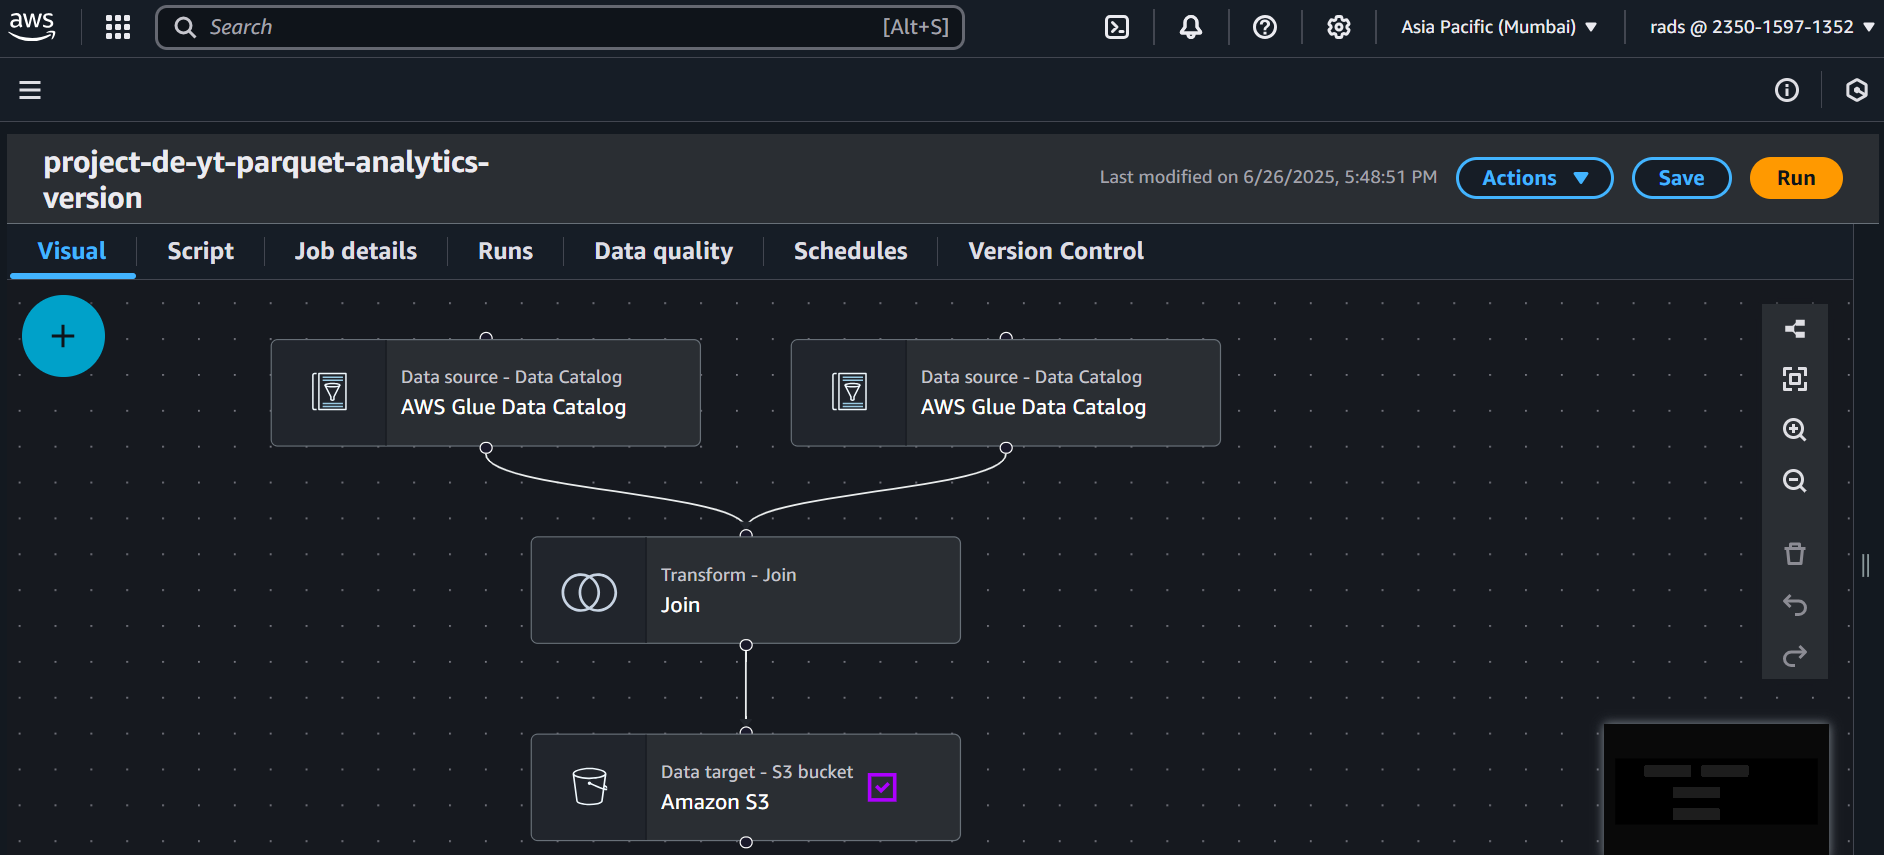 aws
Search
[Alt+S]
Asia Pacific (Mumbai)
rads @ 2350-1597-1352
project-de-yt-parquet-analytics-
version
Last modified on 6/26/2025, 5:48:51 PM
Actions
Save
Run
Visual
Script
Job details
Runs
Data quality
Schedules
Version Control
Data source - Data Catalog
AWS Glue Data Catalog
Data source - Data Catalog
AWS Glue Data Catalog
Transform - Join
Join
Data target - S3 bucket
Amazon S3